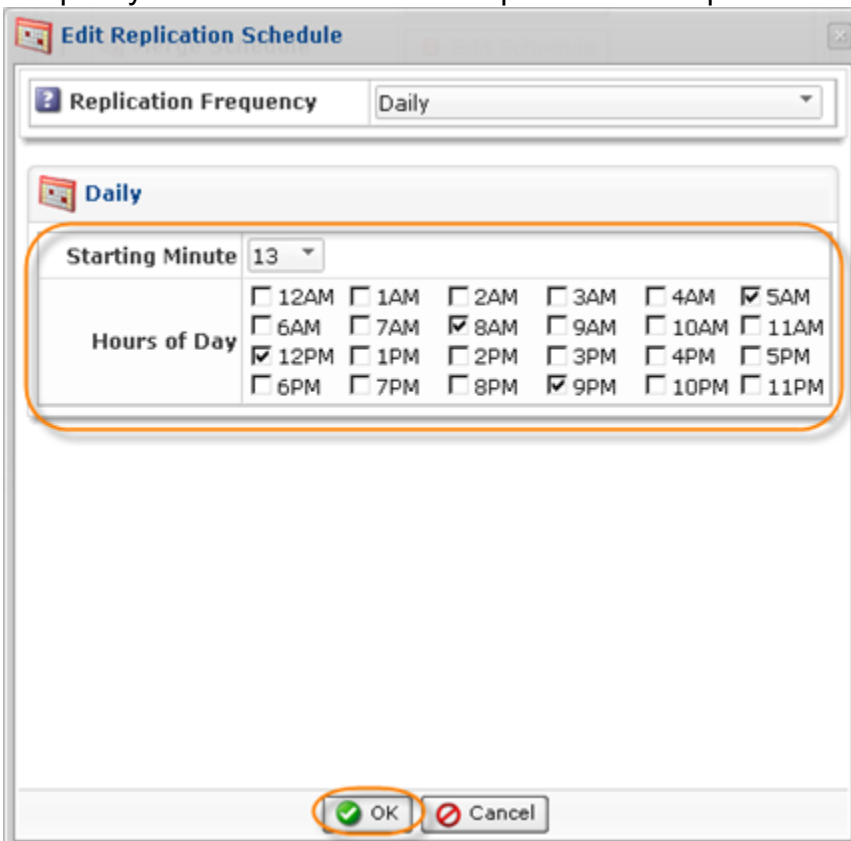 Edit Replication Schedule
Replication Frequency Daily
Daily
Starting Minute 13
12AM 1AM 2AM 3AM 4AM 5AM
Hours of Day 6AM 7AM 8AM 9AM 10AM 11AM
12PM 1PM 2PM 3PM 4PM 5PM
6PM 7PM 8PM 9PM 10PM 11PM
OK Cancel